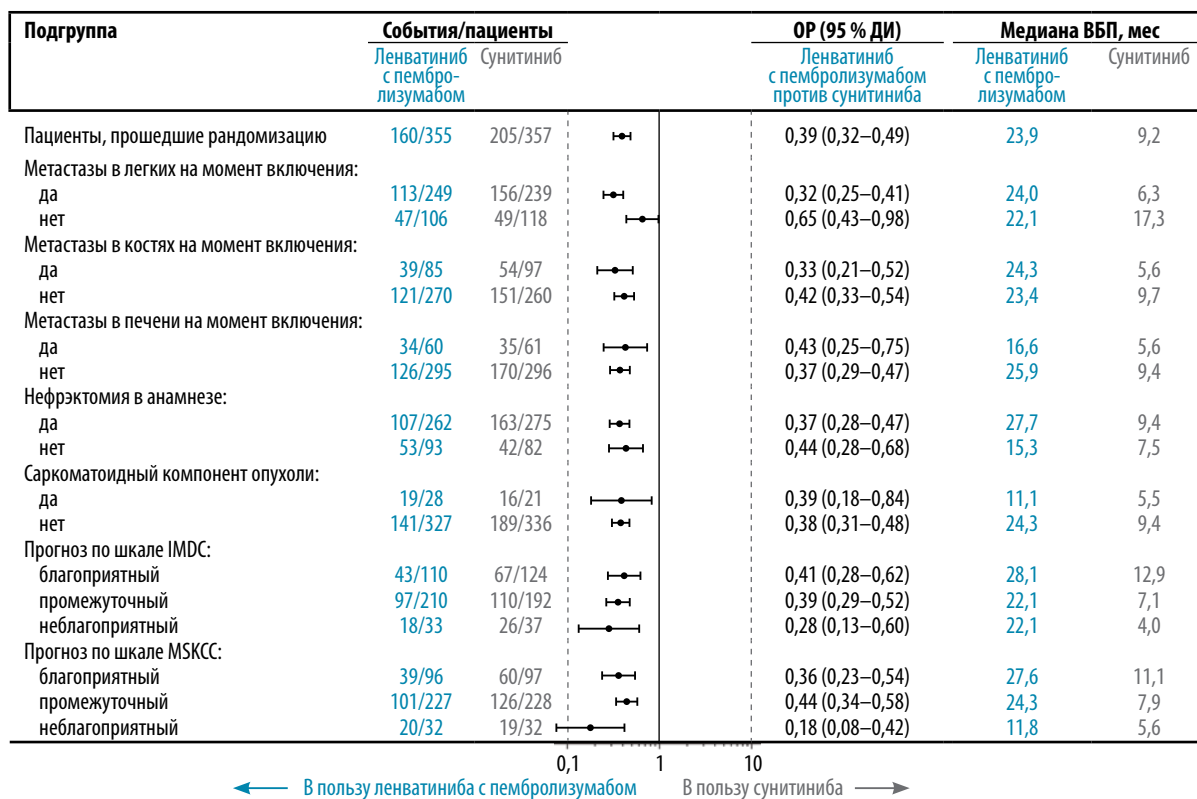 Подгруппа События/пациенты ОР (95 % ДИ) Медиана ВБП, мес
Ленватиниб с пембро-лизумабом Сунитиниб Ленватиниб с пембролизумабом против сунитиниба Ленватиниб с пембро-лизумабом Сунитиниб
Пациенты, прошедшие рандомизацию 160/355 205/357 0,39 (0,32–0,49) 23,9 9,2
Метастазы в легких на момент включения:
да 113/249 156/239 0,32 (0,25–0,41) 24,0 6,3
нет 47/106 49/118 0,65 (0,43–0,98) 22,1 17,3
Метастазы в костях на момент включения:
да 39/85 54/97 0,33 (0,21–0,52) 24,3 5,6
нет 121/270 151/260 0,42 (0,33–0,54) 23,4 9,7
Метастазы в печени на момент включения:
да 34/60 35/61 0,43 (0,25–0,75) 16,6 5,6
нет 126/295 170/296 0,37 (0,29–0,47) 25,9 9,4
Нефрэктомия в анамнезе:
да 107/262 163/275 0,37 (0,28–0,47) 27,7 9,4
нет 53/93 42/82 0,44 (0,28–0,68) 15,3 7,5
Саркоматоидный компонент опухоли:
да 19/28 16/21 0,39 (0,18–0,84) 11,1 5,5
нет 141/327 189/336 0,38 (0,31–0,48) 24,3 9,4
Прогноз по шкале IMDC:
благоприятный 43/110 67/124 0,41 (0,28–0,62) 28,1 12,9
промежуточный 97/210 110/192 0,39 (0,29–0,52) 22,1 7,1
неблагоприятный 18/33 26/37 0,28 (0,13–0,60) 22,1 4,0
Прогноз по шкале MSKCC:
благоприятный 39/96 60/97 0,36 (0,23–0,54) 27,6 11,1
промежуточный 101/227 126/228 0,44 (0,34–0,58) 24,3 7,9
неблагоприятный 20/32 19/32 0,18 (0,08–0,42) 11,8 5,6
0,1 1 10
В пользу ленватиниба с пембролизумабом В пользу сунитиниба